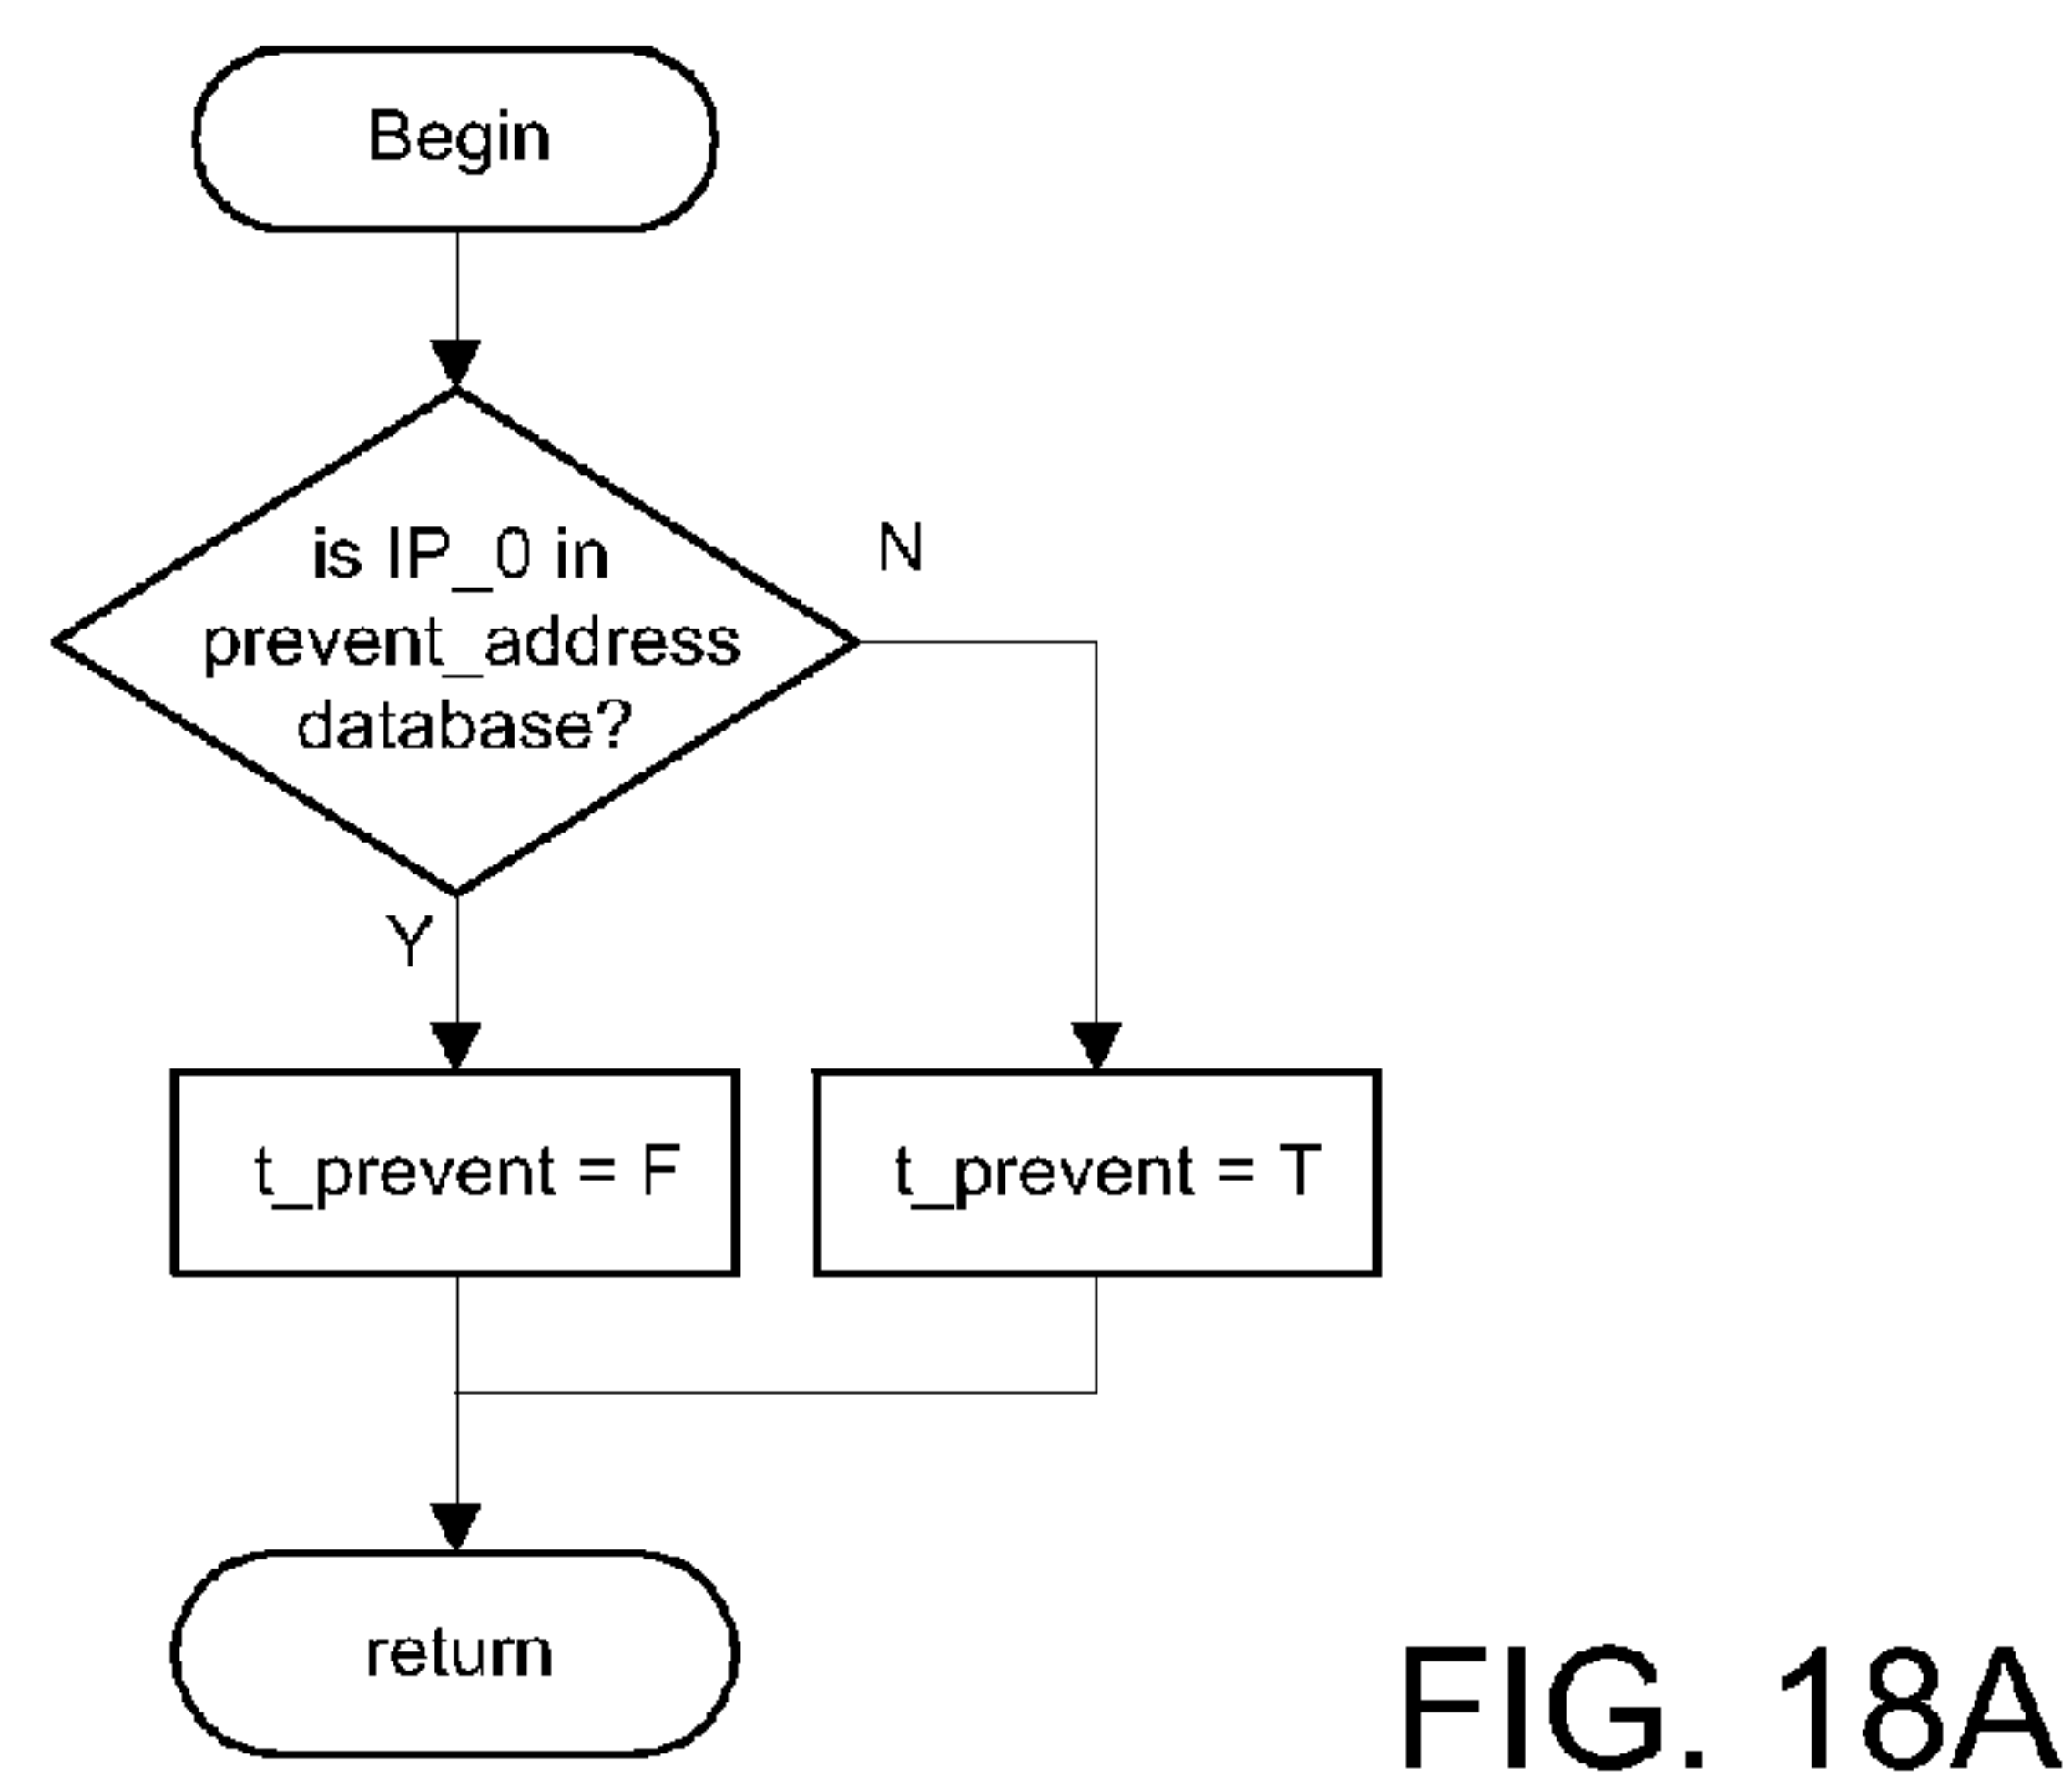 Begin
is IP_0 in
prevent_address
database?
N
Y
t_prevent = F
t_prevent = T
return
FIG. 18A